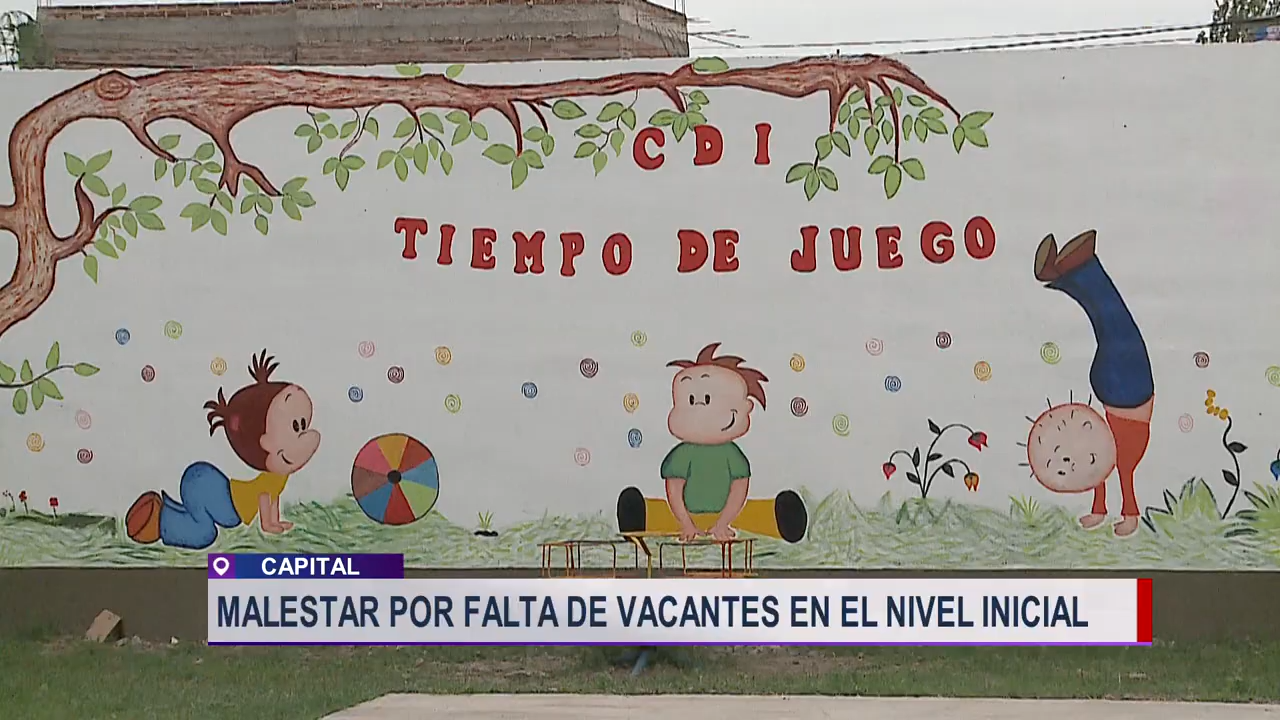 CDI
TIEMPO DE JUEGO
CAPITAL
MALESTAR POR FALTA DE VACANTES EN EL NIVEL INICIAL